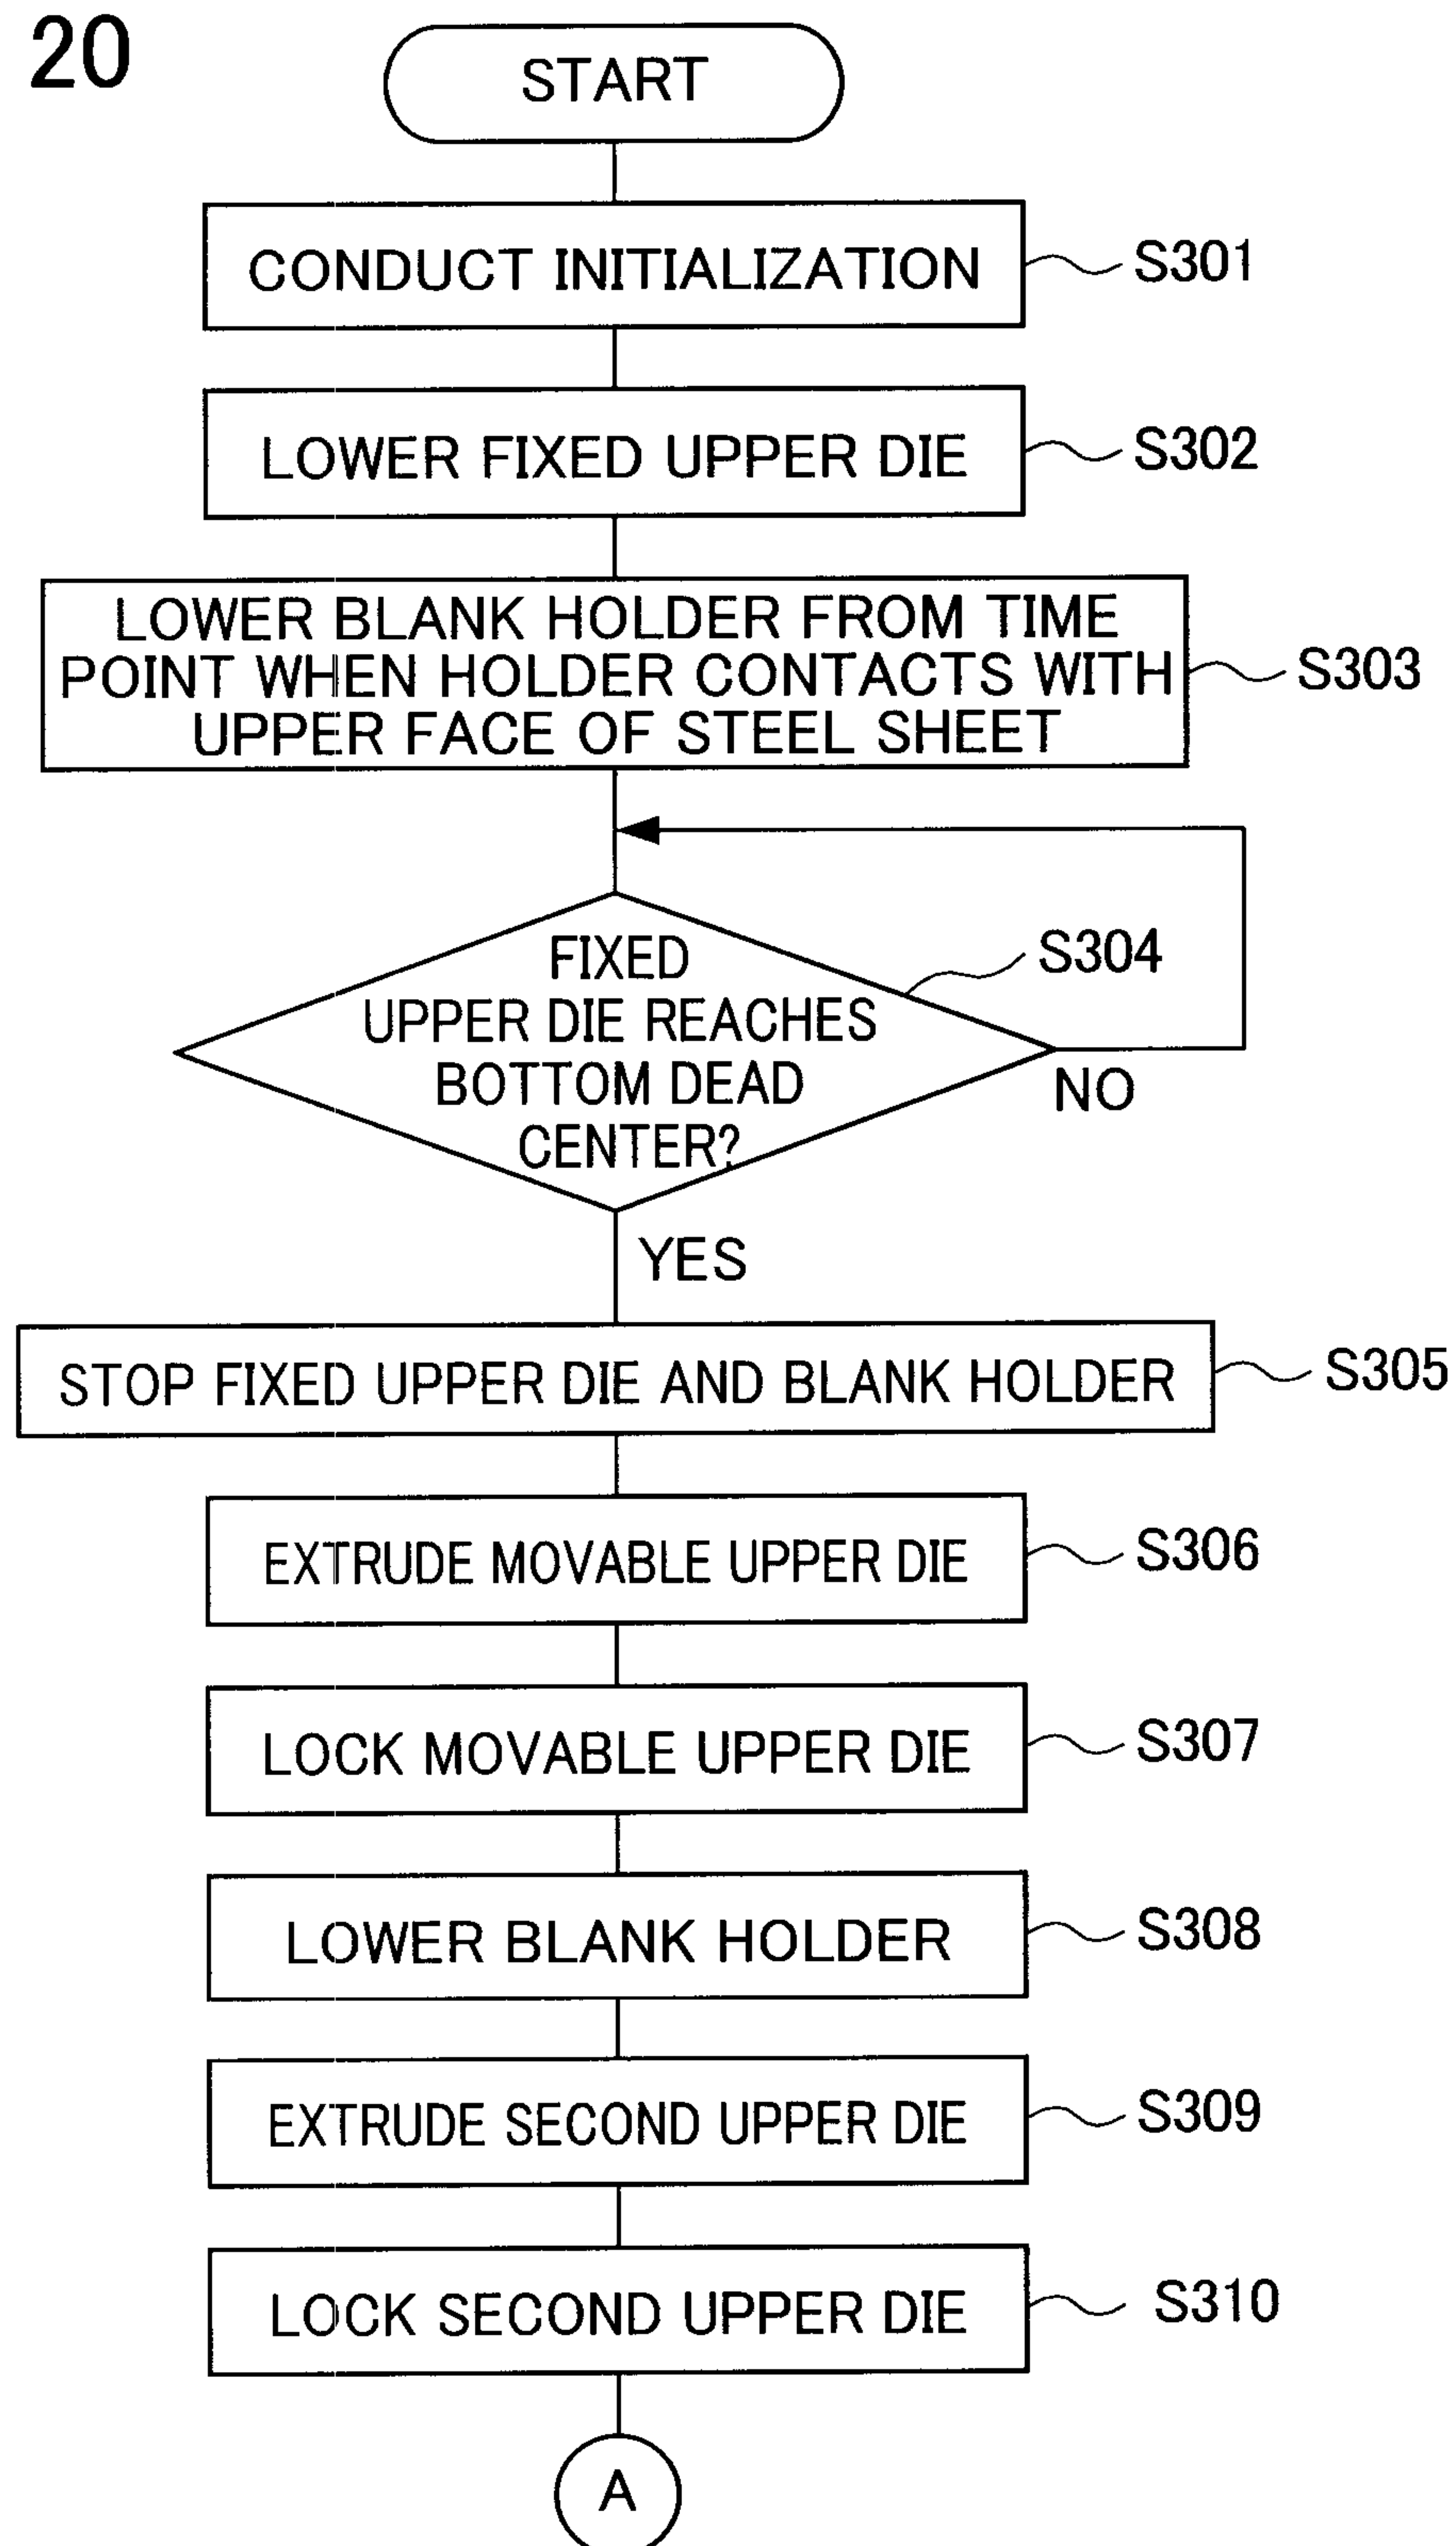 20
START
CONDUCT INITIALIZATION
S301
LOWER FIXED UPPER DIE
S302
LOWER BLANK HOLDER FROM TIME
POINT WHEN HOLDER CONTACTS WITH
UPPER FACE OF STEEL SHEET
S303
FIXED
UPPER DIE REACHES
BOTTOM DEAD
CENTER?
S304
NO
YES
STOP FIXED UPPER DIE AND BLANK HOLDER
S305
EXTRUDE MOVABLE UPPER DIE
S306
LOCK MOVABLE UPPER DIE
S307
LOWER BLANK HOLDER
S308
EXTRUDE SECOND UPPER DIE
S309
LOCK SECOND UPPER DIE
S310
A